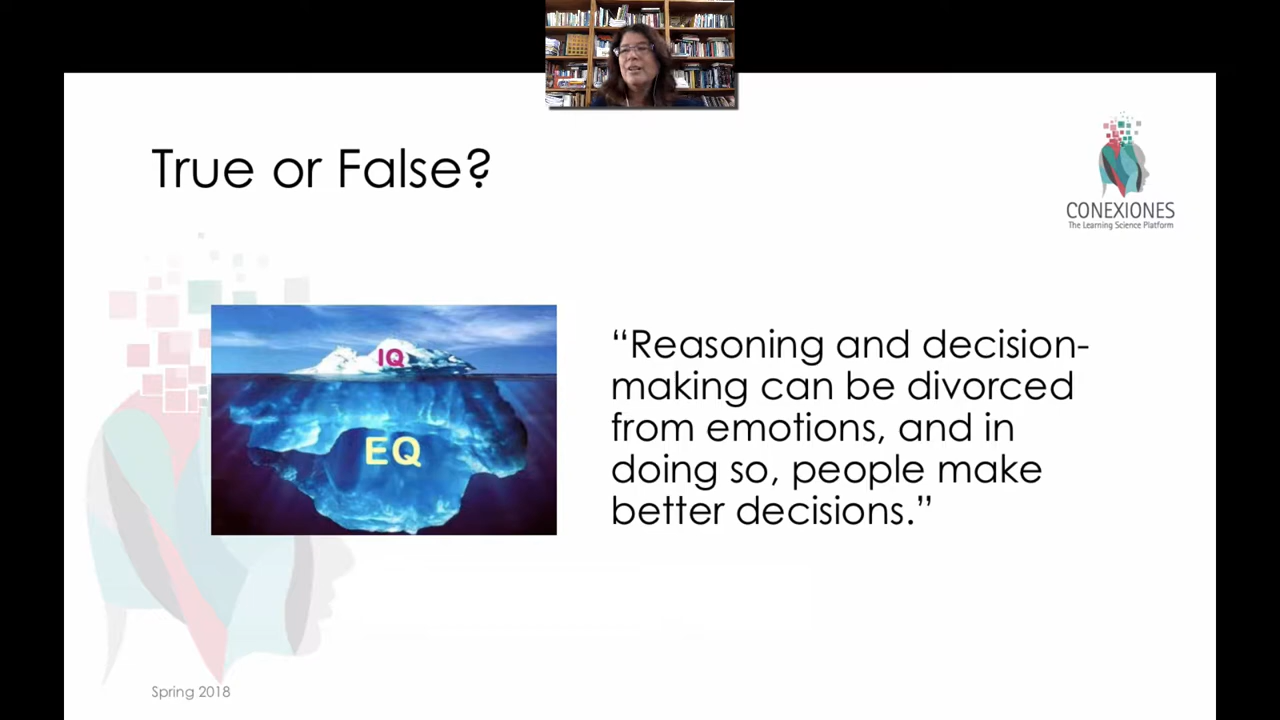 True or False?
CONEXIONES
The Learning Science Platform
IQ
EQ
“Reasoning and decision-
making can be divorced
from emotions, and in
doing so, people make
better decisions.”
Spring 2018